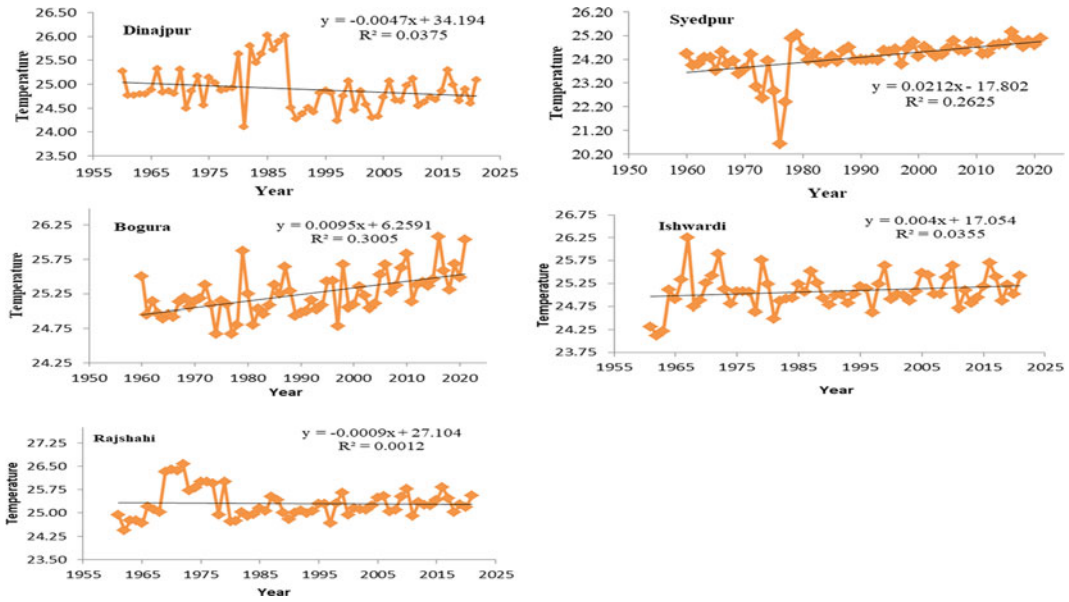 Dinajpur
y = -0.0047x + 34.194
R² = 0.0375
Temperature
26.50
26.00
25.50
25.00
24.50
24.00
23.50
1955 1965 1975 1985 1995 2005 2015 2025
Year
Syedpur
y = 0.0212x - 17.802
R² = 0.2625
Temperature
26.20
25.20
24.20
23.20
22.20
21.20
20.20
1950 1960 1970 1980 1990 2000 2010 2020
Year
Bogura
y = 0.0095x + 6.2591
R² = 0.3005
Temperature
26.25
25.75
25.25
24.75
24.25
1950 1960 1970 1980 1990 2000 2010 2020
Year
Ishwardi
y = 0.004x + 17.054
R² = 0.0355
Temperature
26.75
26.25
25.75
25.25
24.75
24.25
23.75
1955 1965 1975 1985 1995 2005 2015 2025
Year
Rajshahi
y = -0.0009x + 27.104
R² = 0.0012
Temperature
27.25
26.50
25.75
25.00
24.25
23.50
1955 1965 1975 1985 1995 2005 2015 2025
Year